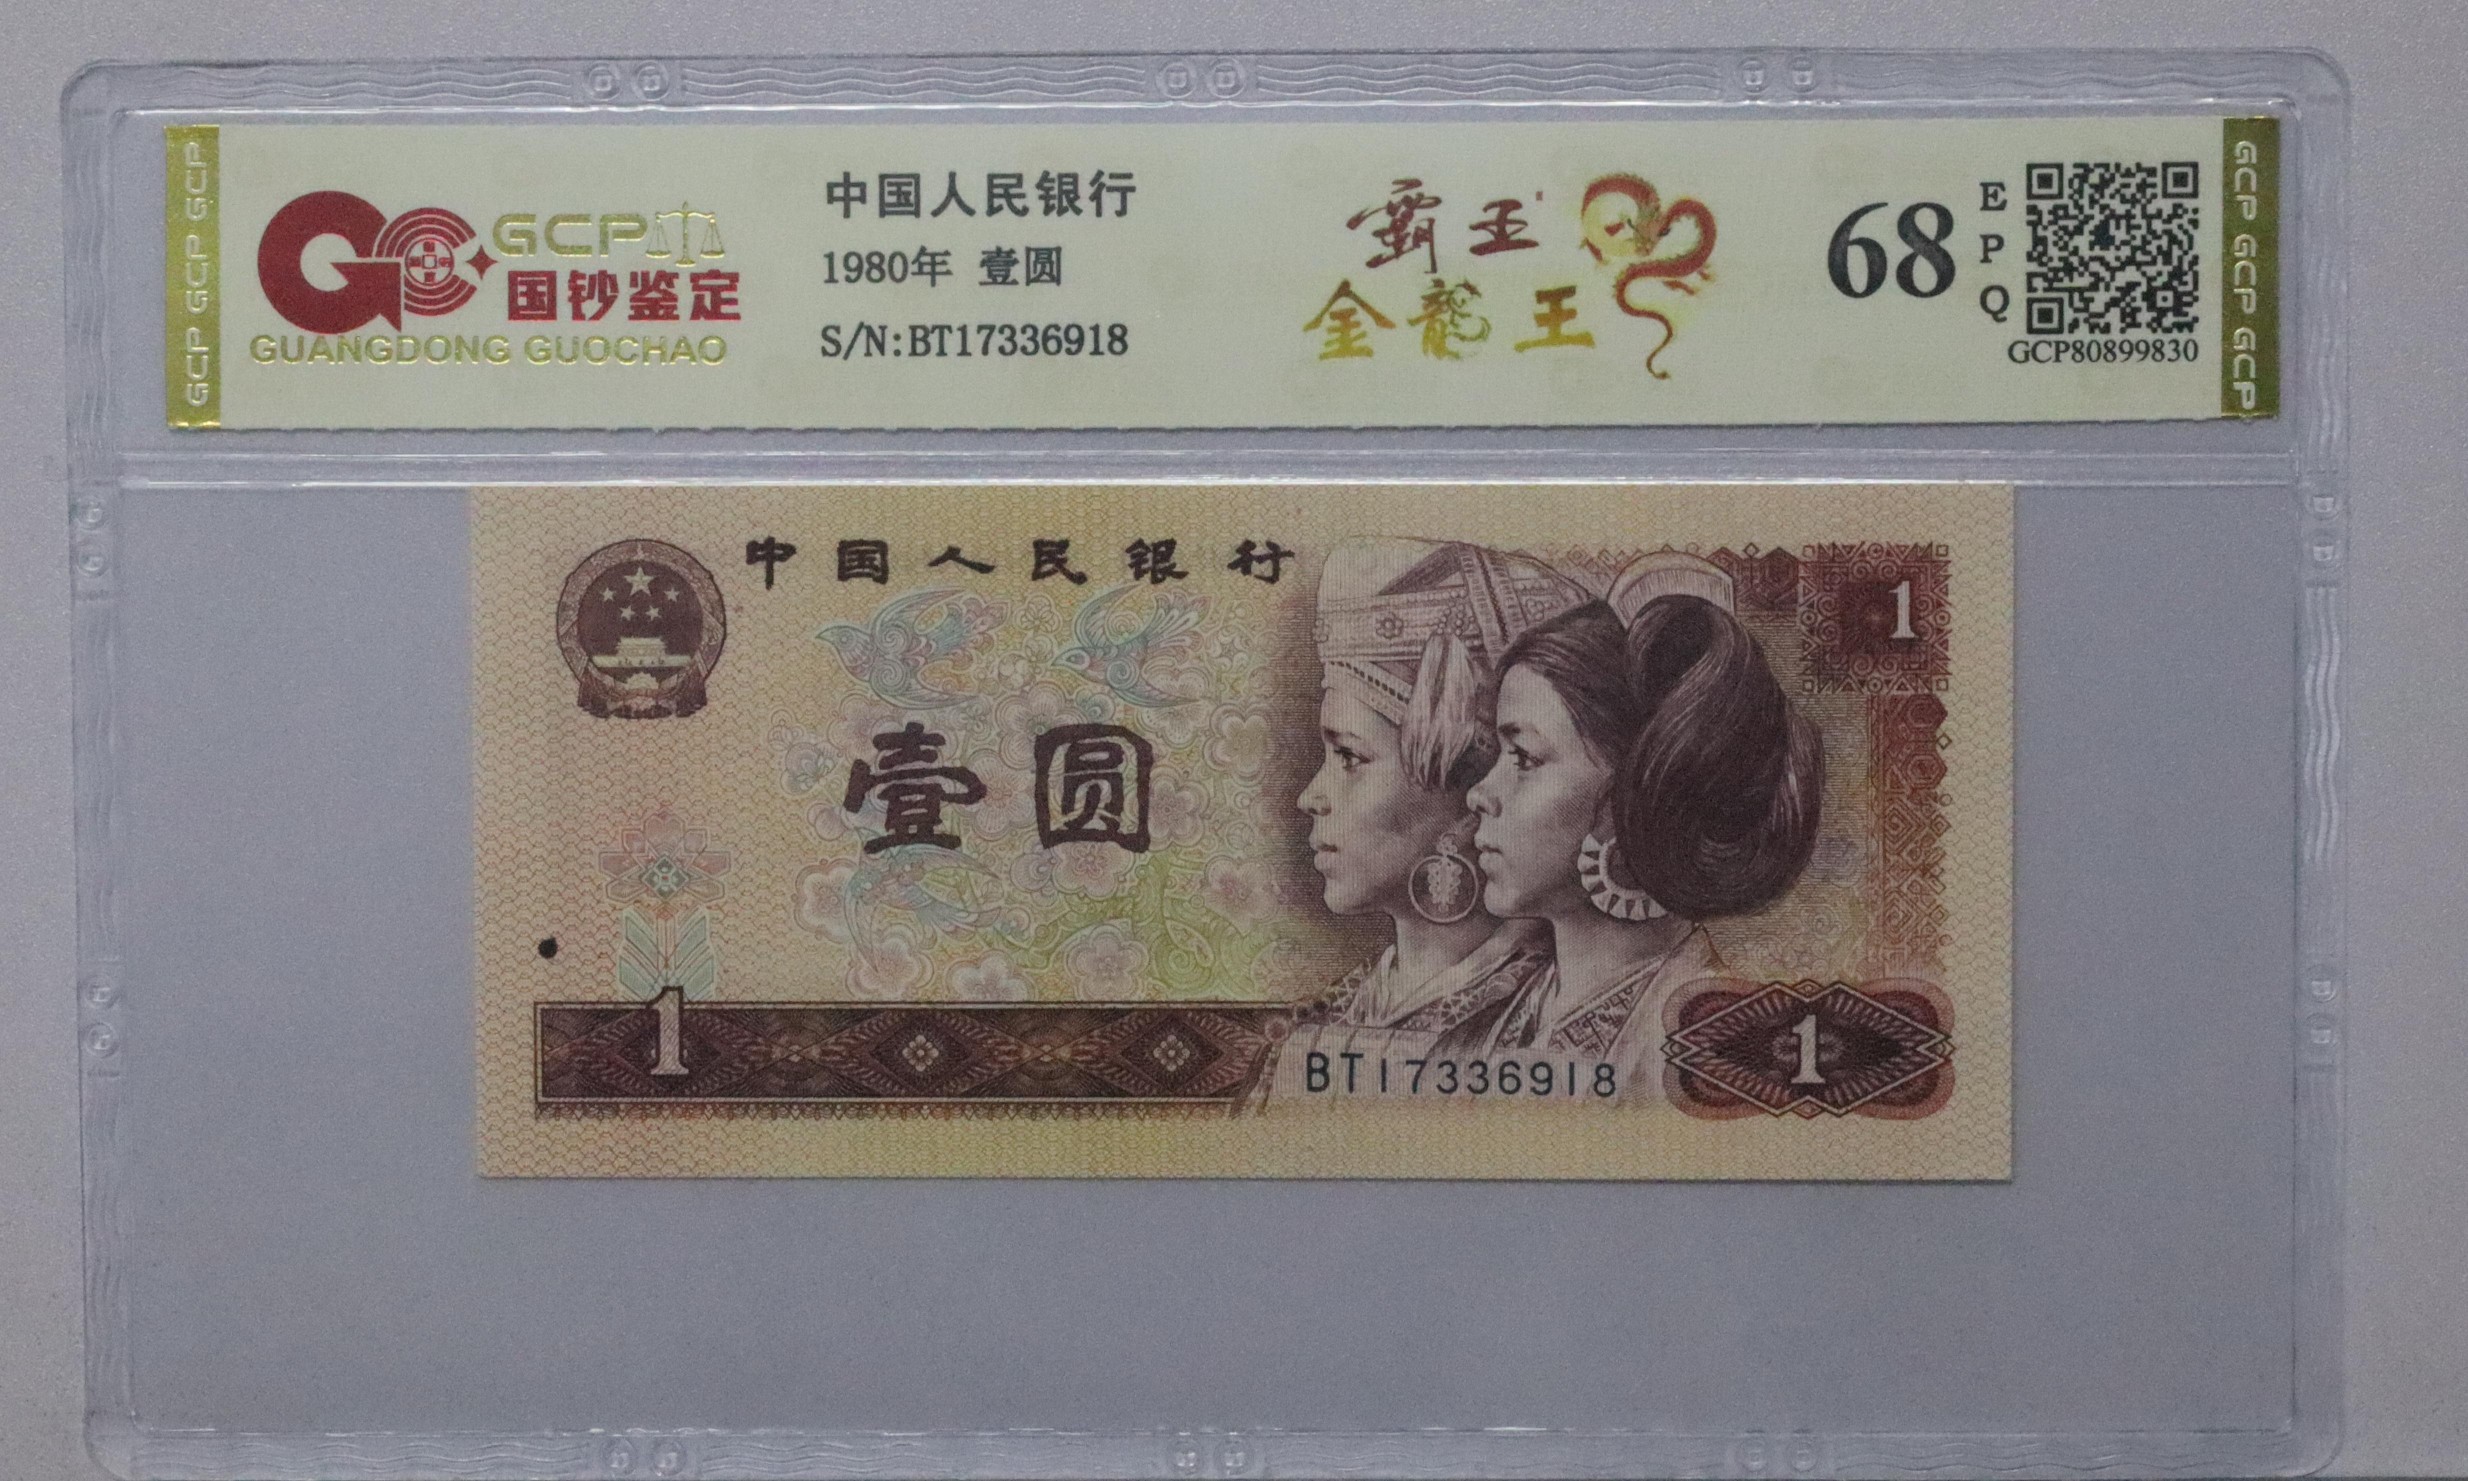 GCP GCP GCP
GCP
国钞鉴定
GUANGDONG GUOCHAO
中国人民银行
1980年 壹圆
S/N:BT17336918
霸王
金龍王
68
E
P
Q
GCP80899830
GCP GCP GCP
中国人民银行
1
壹圆
1
BT17336918
1